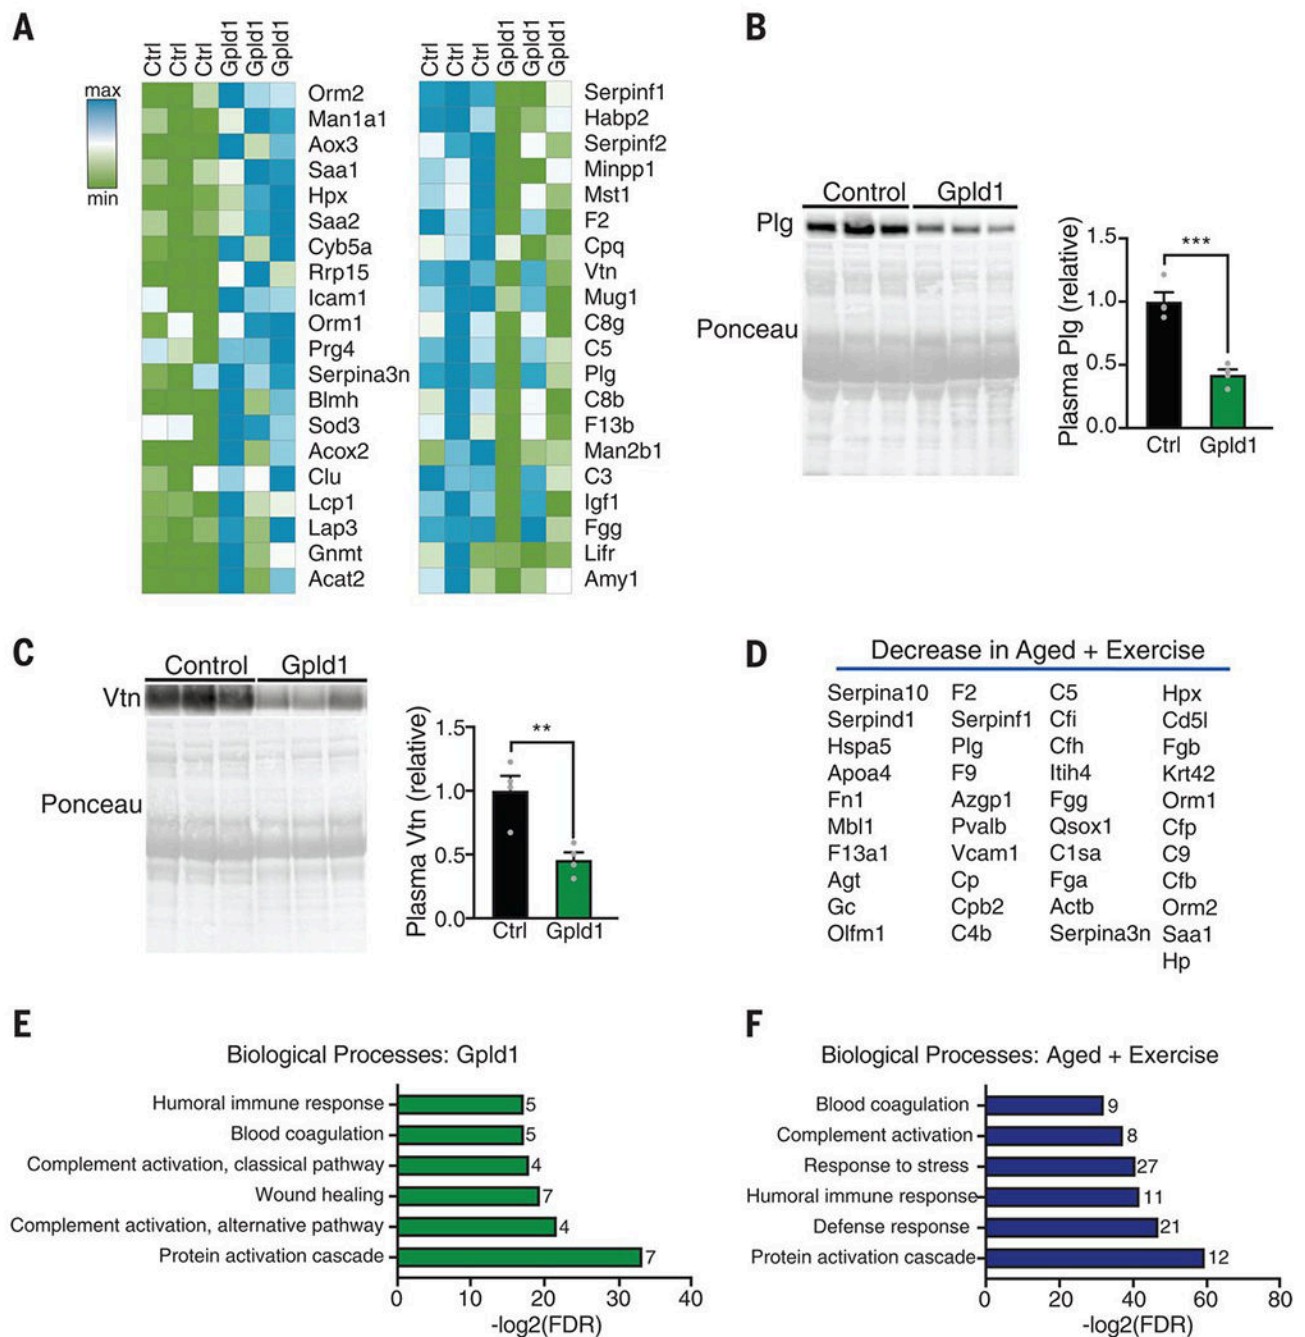 A
Ctrl Ctrl Ctrl Gpld1 Gpld1 Gpld1
max
min
Orm2
Man1a1
Aox3
Saa1
Hpx
Saa2
Cyb5a
Rrp15
Icam1
Orm1
Prg4
Serpina3n
Blmh
Sod3
Acox2
Clu
Lcp1
Lap3
Gnmt
Acat2
Ctrl Ctrl Ctrl Gpld1 Gpld1 Gpld1
Serpinf1
Habp2
Serpinf2
Minpp1
Mst1
F2
Cpq
Vtn
Mug1
C8g
C5
Plg
C8b
F13b
Man2b1
C3
Igf1
Fgg
Lifr
Amy1
B
Control Gpld1
Plg
Ponceau
Plasma Plg (relative)
1.5
1.0
0.5
0.0
***
Ctrl Gpld1
C
Control Gpld1
Vtn
Ponceau
Plasma Vtn (relative)
1.5
1.0
0.5
0.0
**
Ctrl Gpld1
D
Decrease in Aged + Exercise
Serpina10 F2 C5 Hpx
Serpind1 Serpinf1 Cfi Cd5l
Hspa5 Plg Cfh Fgb
Apoa4 F9 Itih4 Krt42
Fn1 Azgp1 Fgg Orm1
Mbl1 Pvalb Qsox1 Cfp
F13a1 Vcam1 C1sa C9
Agt Cp Fga Cfb
Gc Cpb2 Actb Orm2
Olfm1 C4b Serpina3n Saa1
Hp
E
Biological Processes: Gpld1
Humoral immune response 5
Blood coagulation 5
Complement activation, classical pathway 4
Wound healing 7
Complement activation, alternative pathway 4
Protein activation cascade 7
0 10 20 30 40
-log2(FDR)
F
Biological Processes: Aged + Exercise
Blood coagulation 9
Complement activation 8
Response to stress 27
Humoral immune response 11
Defense response 21
Protein activation cascade 12
0 20 40 60 80
-log2(FDR)